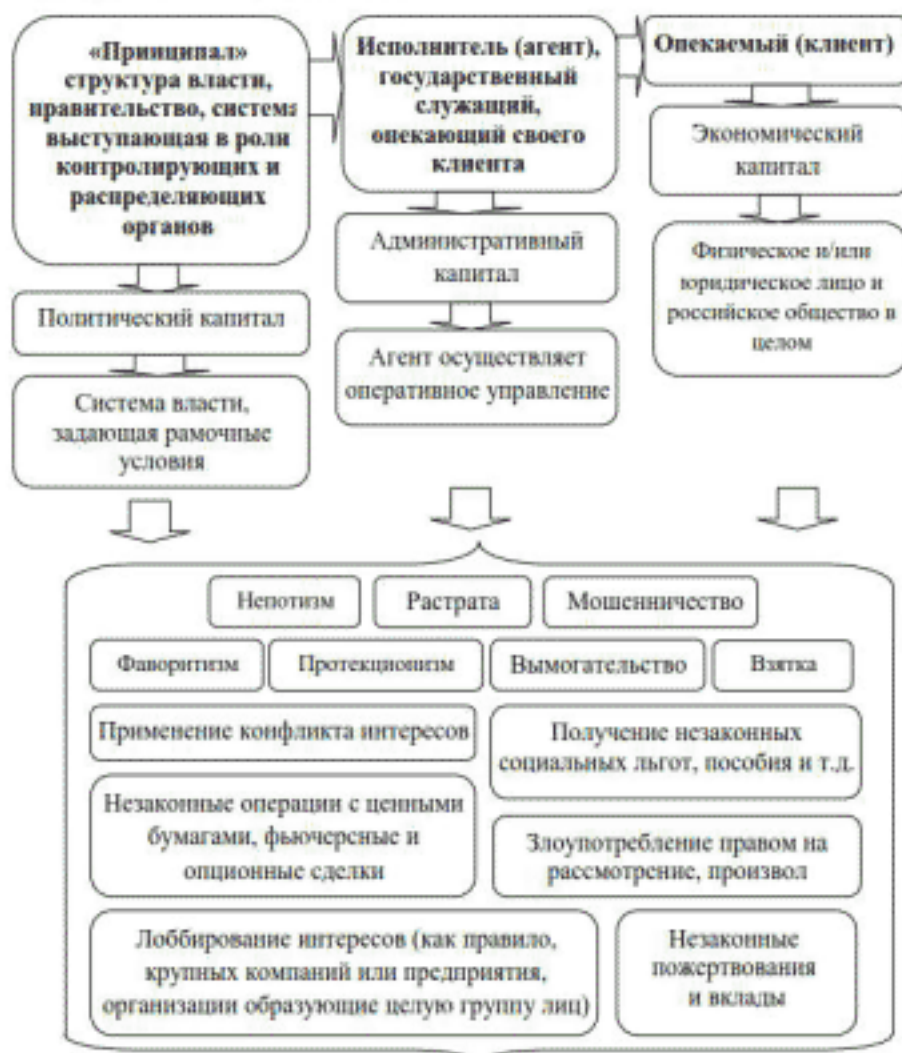 «Принципал»
структура власти,
правительство, система
выступающая в роли
контролирующих и
распределяющих
органов
Политический капитал
Система власти,
задающая рамочные
условия
Исполнитель (агент),
государственный
служащий,
опекающий своего
клиента
Административный
капитал
Агент осуществляет
оперативное управление
Опекаемый (клиент)
Экономический
капитал
Физическое и/или
юридическое лицо и
российское общество в
целом
Непотизм
Растрата
Мошенничество
Фаворитизм
Протекционизм
Вымогательство
Взятка
Применение конфликта интересов
Получение незаконных
социальных льгот, пособия и т.д.
Незаконные операции с ценными
бумагами, фьючерсные и
опционные сделки
Злоупотребление правом на
рассмотрение, произвол
Лоббирование интересов (как правило,
крупных компаний или предприятия,
организации образующие целую группу лиц)
Незаконные
пожертвования
и вклады